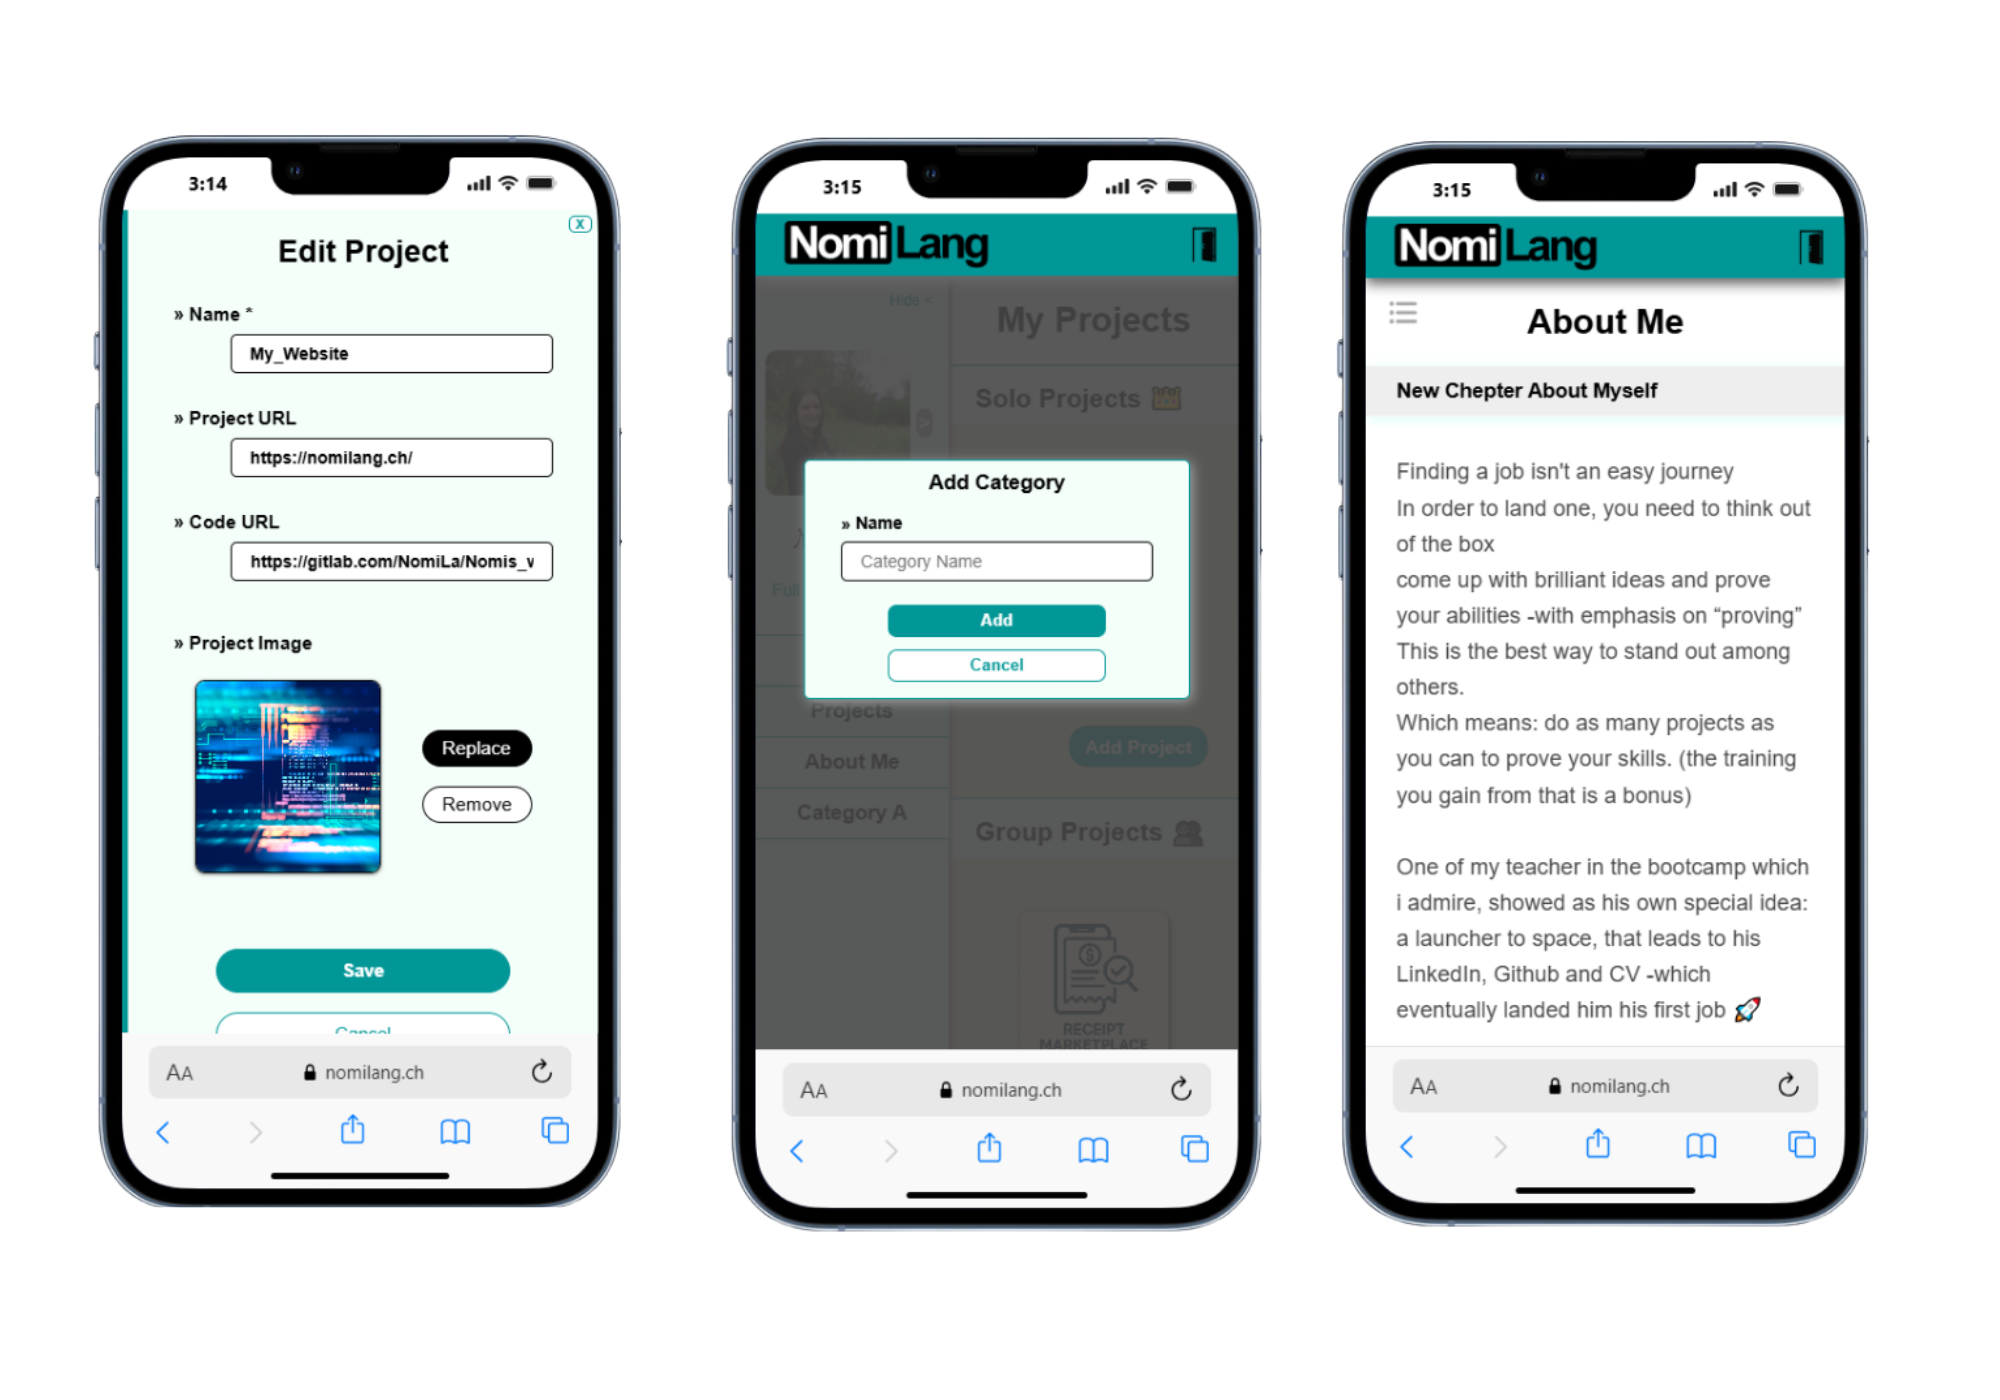 3:14
X
Edit Project
» Name *
My_Website
» Project URL
https://nomilang.ch/
» Code URL
https://gitlab.com/NomiLa/Nomis_v
» Project Image
Replace
Remove
Save
Cancel
AA
nomilang.ch
3:15
Nomi Lang
Hide <
My Projects
Solo Projects
Add Category
» Name
Category Name
Full
Add
Cancel
Projects
Add Project
About Me
Category A
Group Projects
RECEIPT
MARKETPLACE
AA
nomilang.ch
3:15
Nomi Lang
About Me
New Chepter About Myself
Finding a job isn't an easy journey
In order to land one, you need to think out
of the box
come up with brilliant ideas and prove
your abilities -with emphasis on “proving”
This is the best way to stand out among
others.
Which means: do as many projects as
you can to prove your skills. (the training
you gain from that is a bonus)
One of my teacher in the bootcamp which
i admire, showed as his own special idea:
a launcher to space, that leads to his
LinkedIn, Github and CV -which
eventually landed him his first job 🚀
AA
nomilang.ch